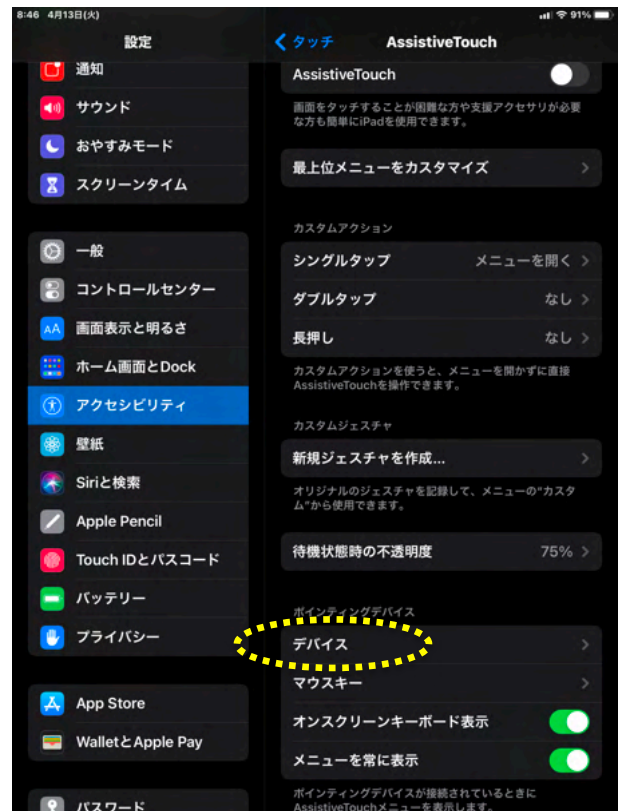 8:46 4月13日(火)
91%
設定
通知
サウンド
おやすみモード
スクリーンタイム
一般
コントロールセンター
AA 画面表示と明るさ
ホーム画面とDock
アクセシビリティ
壁紙
Siriと検索
Apple Pencil
Touch IDとパスコード
バッテリー
プライバシー
App Store
WalletとApple Pay
パスワード
タッチ
AssistiveTouch
AssistiveTouch
画面をタッチすることが困難な方や支援アクセサリが必要
な方も簡単にiPadを使用できます。
最上位メニューをカスタマイズ
カスタムアクション
シングルタップ メニューを開く
ダブルタップ なし
長押し なし
カスタムアクションを使うと、メニューを開かずに直接
AssistiveTouchを操作できます。
カスタムジェスチャ
新規ジェスチャを作成...
オリジナルのジェスチャを記録して、メニューの"カスタ
ム"から使用できます。
待機状態時の不透明度 75%
ポインティングデバイス
デバイス
マウスキー
オンスクリーンキーボード表示
メニューを常に表示
ポインティングデバイスが接続されているときに
AssistiveTouchメニューを表示します。